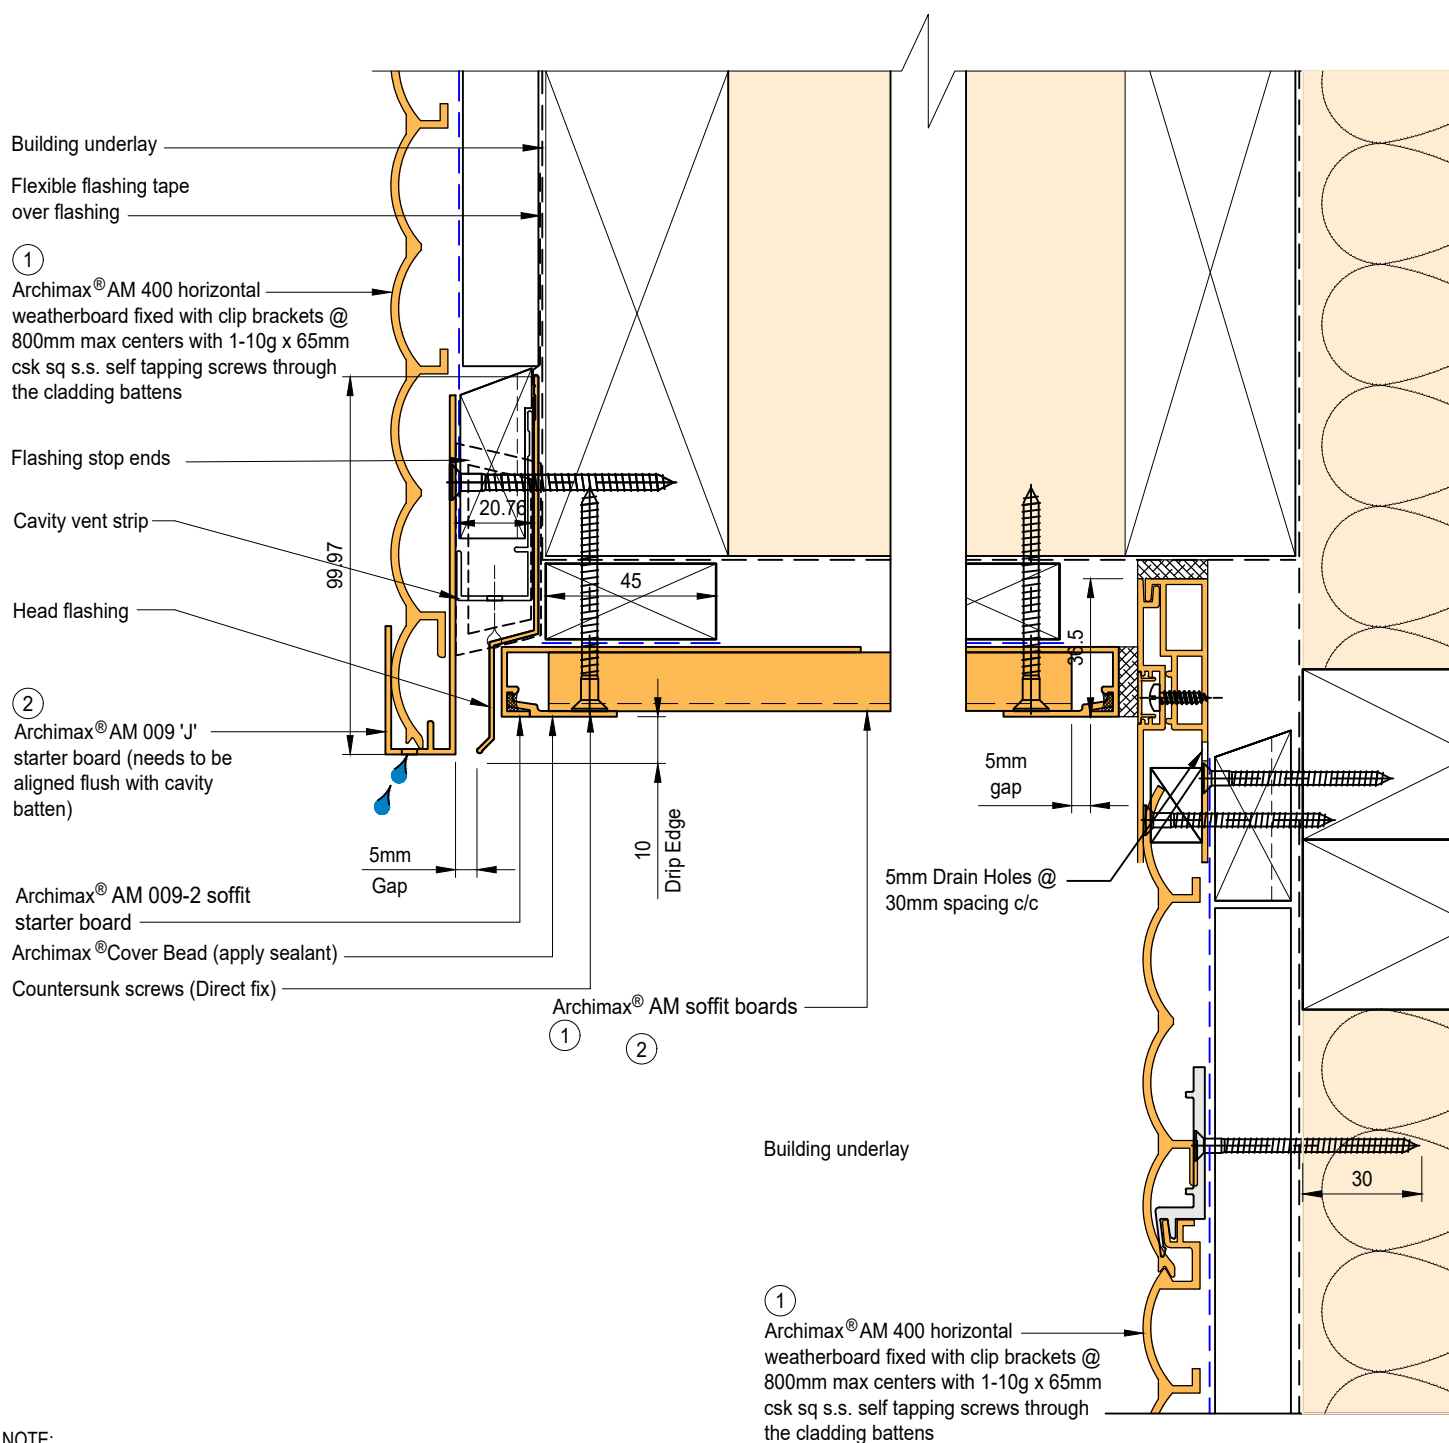 Building underlay
Flexible flashing tape
over flashing
1
Archimax® AM 400 horizontal
weatherboard fixed with clip brackets @
800mm max centers with 1-10g x 65mm
csk sq s.s. self tapping screws through
the cladding battens
Flashing stop ends
Cavity vent strip
Head flashing
2
Archimax® AM 009 'J'
starter board (needs to be
aligned flush with cavity
batten)
Archimax® AM 009-2 soffit
starter board
Archimax® Cover Bead (apply sealant)
Countersunk screws (Direct fix)
99.97
20.76
45
36.5
5mm
Gap
10
Drip Edge
5mm
gap
5mm Drain Holes @
30mm spacing c/c
Archimax® AM soffit boards
1
2
Building underlay
30
1
Archimax® AM 400 horizontal
weatherboard fixed with clip brackets @
800mm max centers with 1-10g x 65mm
csk sq s.s. self tapping screws through
the cladding battens
NOTE: